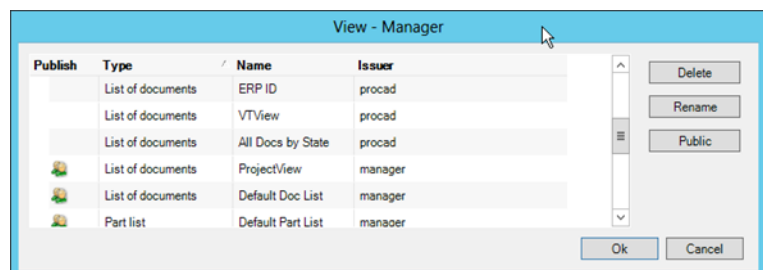 View - Manager
Publish Type Name Issuer
List of documents ERP ID procad
List of documents VTView procad
List of documents All Docs by State procad
List of documents ProjectView manager
List of documents Default Doc List manager
Part list Default Part List manager
Delete
Rename
Public
Ok Cancel